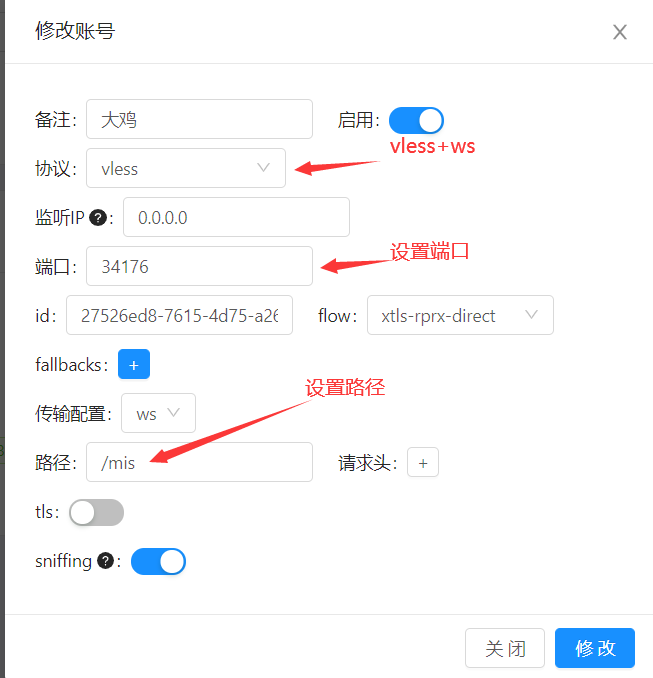 修改账号
备注: 大鸡 启用:
vless+ws
协议: vless
监听IP ? : 0.0.0.0
设置端口
端口: 34176
id: 27526ed8-7615-4d75-a26 flow: xtls-rprx-direct
fallbacks: +
设置路径
传输配置: ws
路径: /mis 请求头: +
tls:
sniffing ? :
关 闭 修 改